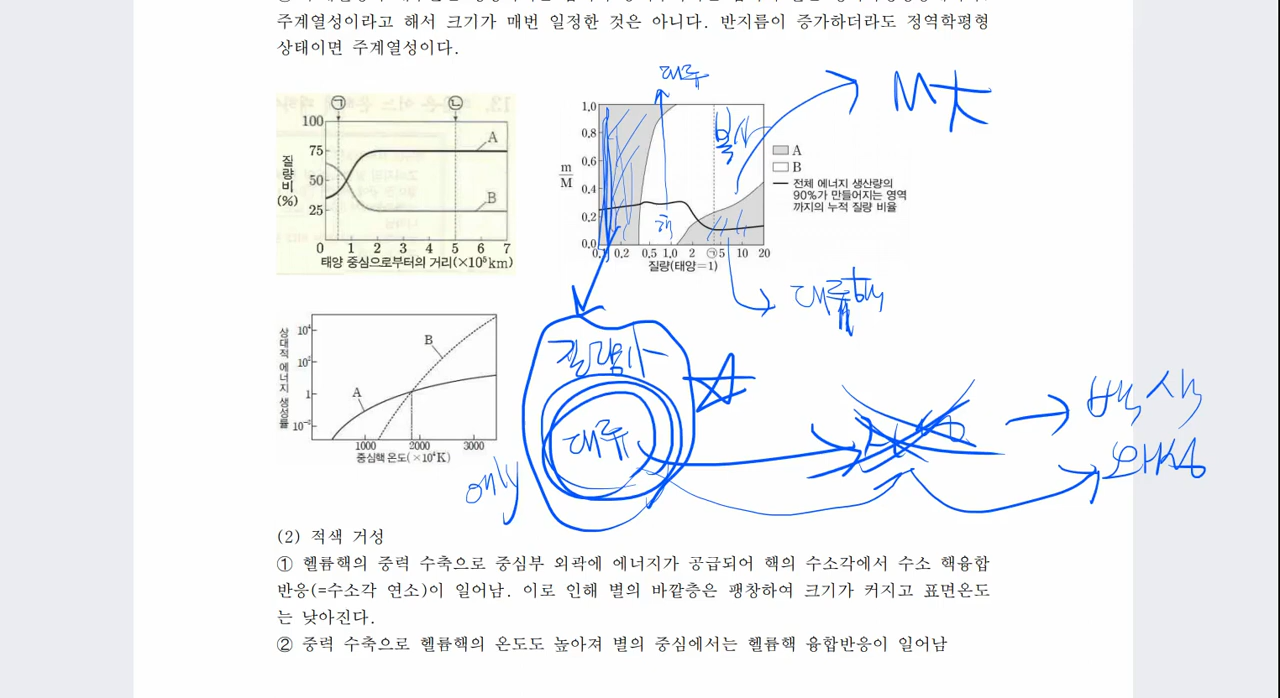 주계열성이라고 해서 크기가 매번 일정한 것은 아니다. 반지름이 증가하더라도 정역학평형
상태이면 주계열성이다.
㉠ ㉡
100
75
50
25
0 1 2 3 4 5 6 7
질량비(%)
A
B
태양 중심으로부터의 거리(×10⁵km)
대류
M大
1.0
0.8
0.6
0.4
0.2
0.0
m/M
복사
핵
A
B
전체 에너지 생산량의
90%가 만들어지는 영역
까지의 누적 질량 비율
0.1 0.2 0.5 1.0 2 ㉠5 10 20
질량(태양=1)
대류핵
상대적 에너지 생성률
10⁴
10²
1
10⁻²
A
B
1000 2000 3000
중심핵 온도(×10⁴K)
대류
only
백색
왜성
(2) 적색 거성
① 헬륨핵의 중력 수축으로 중심부 외곽에 에너지가 공급되어 핵의 수소각에서 수소 핵융합
반응(=수소각 연소)이 일어남. 이로 인해 별의 바깥층은 팽창하여 크기가 커지고 표면온도
는 낮아진다.
② 중력 수축으로 헬륨핵의 온도도 높아져 별의 중심에서는 헬륨핵 융합반응이 일어남